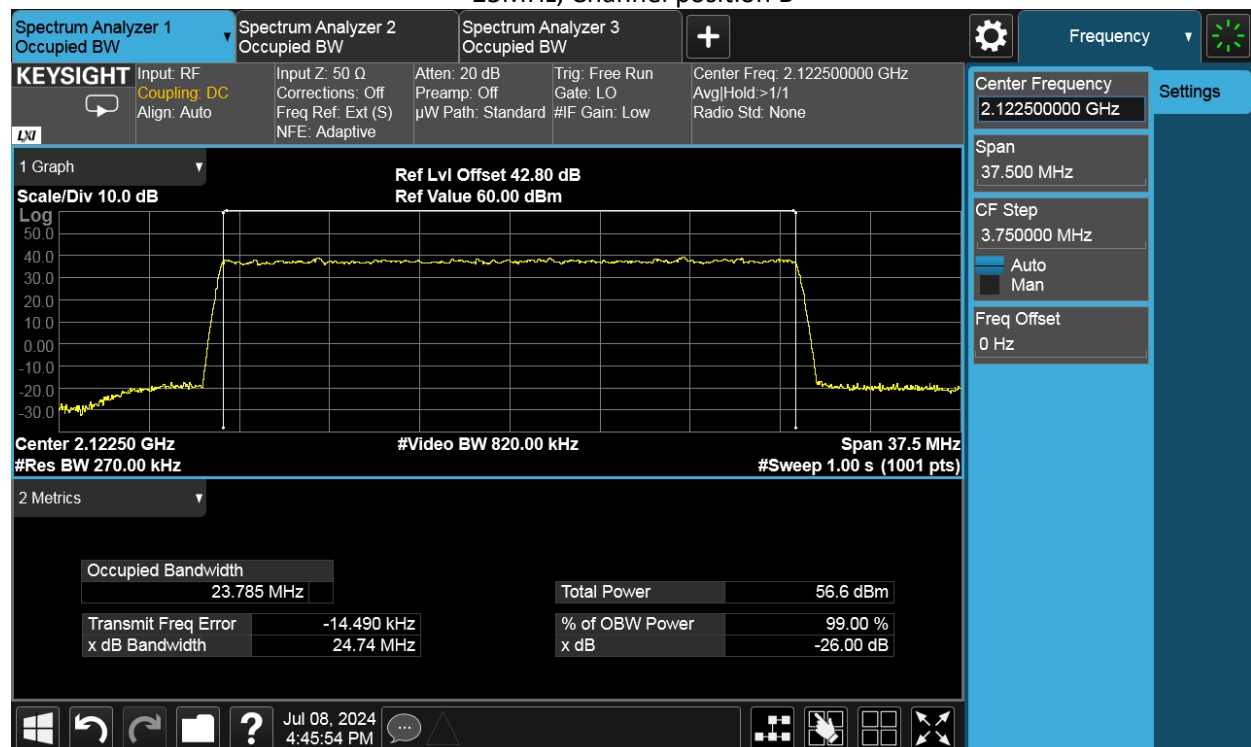 Spectrum Analyzer 1
Occupied BW
Spectrum Analyzer 2
Occupied BW
Spectrum Analyzer 3
Occupied BW
Frequency
KEYSIGHT
LXI
Input: RF
Coupling: DC
Align: Auto
Input Z: 50 Ω
Corrections: Off
Freq Ref: Ext (S)
NFE: Adaptive
Atten: 20 dB
Preamp: Off
µW Path: Standard
Trig: Free Run
Gate: LO
#IF Gain: Low
Center Freq: 2.122500000 GHz
Avg|Hold:>1/1
Radio Std: None
Center Frequency
2.122500000 GHz
Settings
Span
37.500 MHz
CF Step
3.750000 MHz
Auto
Man
Freq Offset
0 Hz
1 Graph
Scale/Div 10.0 dB
Ref Lvl Offset 42.80 dB
Ref Value 60.00 dBm
Log
50.0
40.0
30.0
20.0
10.0
0.00
-10.0
-20.0
-30.0
Center 2.12250 GHz
#Video BW 820.00 kHz
Span 37.5 MHz
#Res BW 270.00 kHz
#Sweep 1.00 s (1001 pts)
2 Metrics
Occupied Bandwidth
23.785 MHz
Total Power 56.6 dBm
Transmit Freq Error -14.490 kHz
% of OBW Power 99.00 %
x dB Bandwidth 24.74 MHz
x dB -26.00 dB
?
Jul 08, 2024
4:45:54 PM